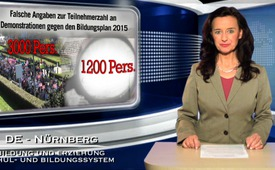 Falsche Angaben zur Teilnehmerzahl an
Demonstrationen gegen den Bildungsplan 2015
3000 Pers.
1200 Pers.
DE - Nürnberg
BILDUNG UND ERZIEHUNG
SCHUL- UND BILDUNGSSYSTEM